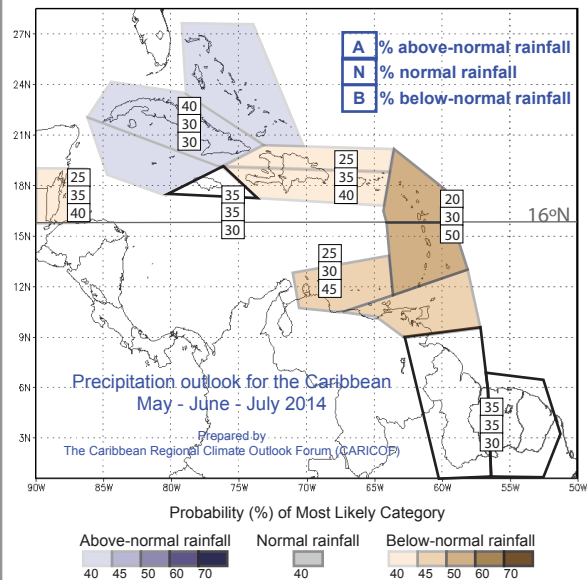 27N
24N
21N
18N
15N
12N
9N
6N
3N
90W 85W 80W 75W 70W 65W 60W 55W 50W
A % above-normal rainfall
N % normal rainfall
B % below-normal rainfall
40
30
30
25
35
40
25
35
40
35
35
30
20
30
50
16ºN
25
30
45
35
35
30
Precipitation outlook for the Caribbean
May - June - July 2014
Prepared by
The Caribbean Regional Climate Outlook Forum (CARICOF)
Probability (%) of Most Likely Category
Above-normal rainfall Normal rainfall Below-normal rainfall
40 45 50 60 70 40 40 45 50 60 70